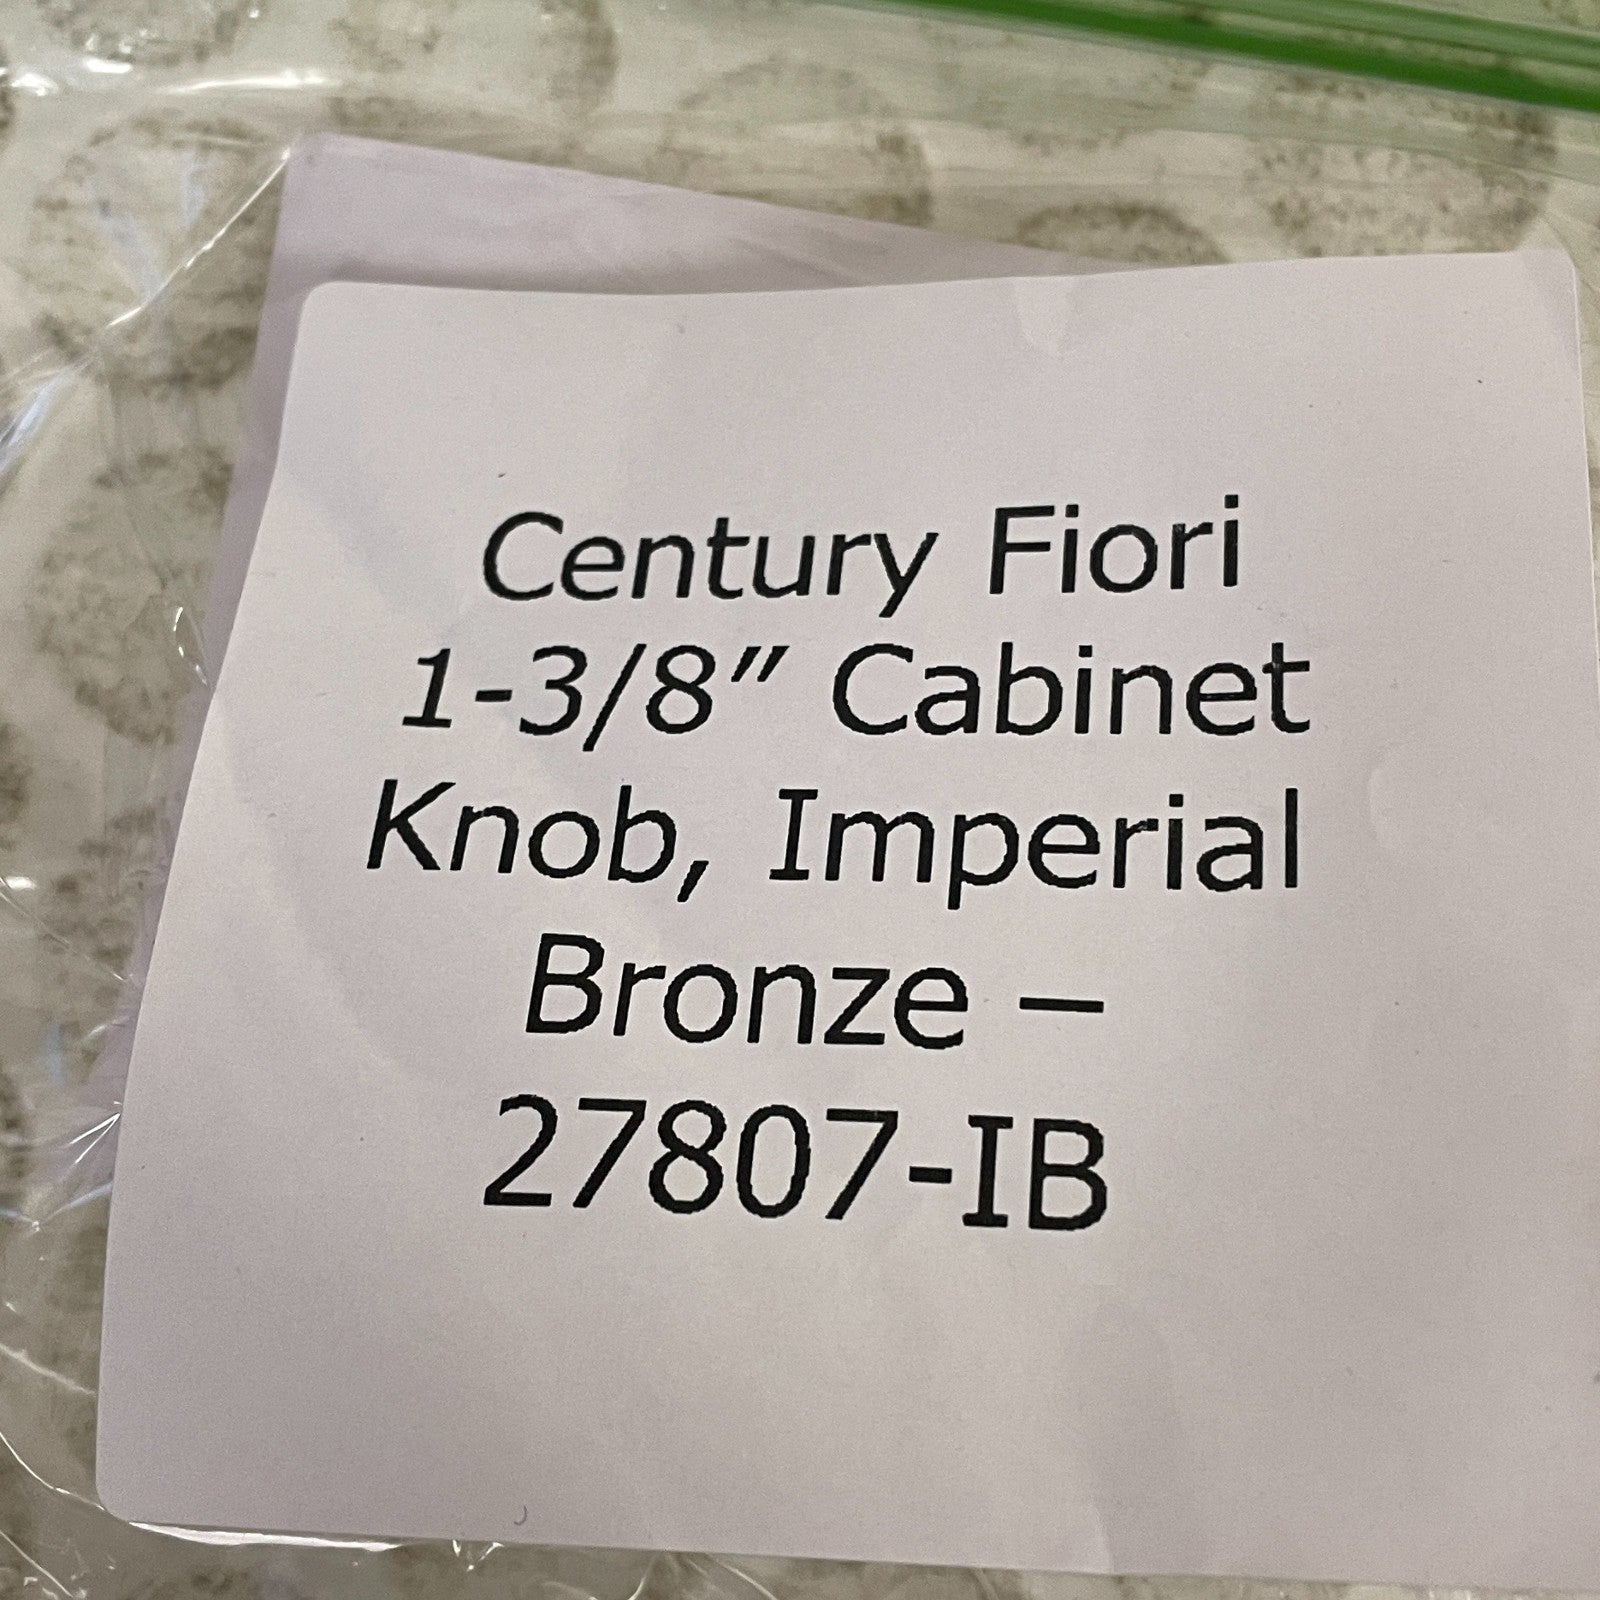 Century Fiori
1-3/8" Cabinet
Knob, Imperial
Bronze –
27807-IB